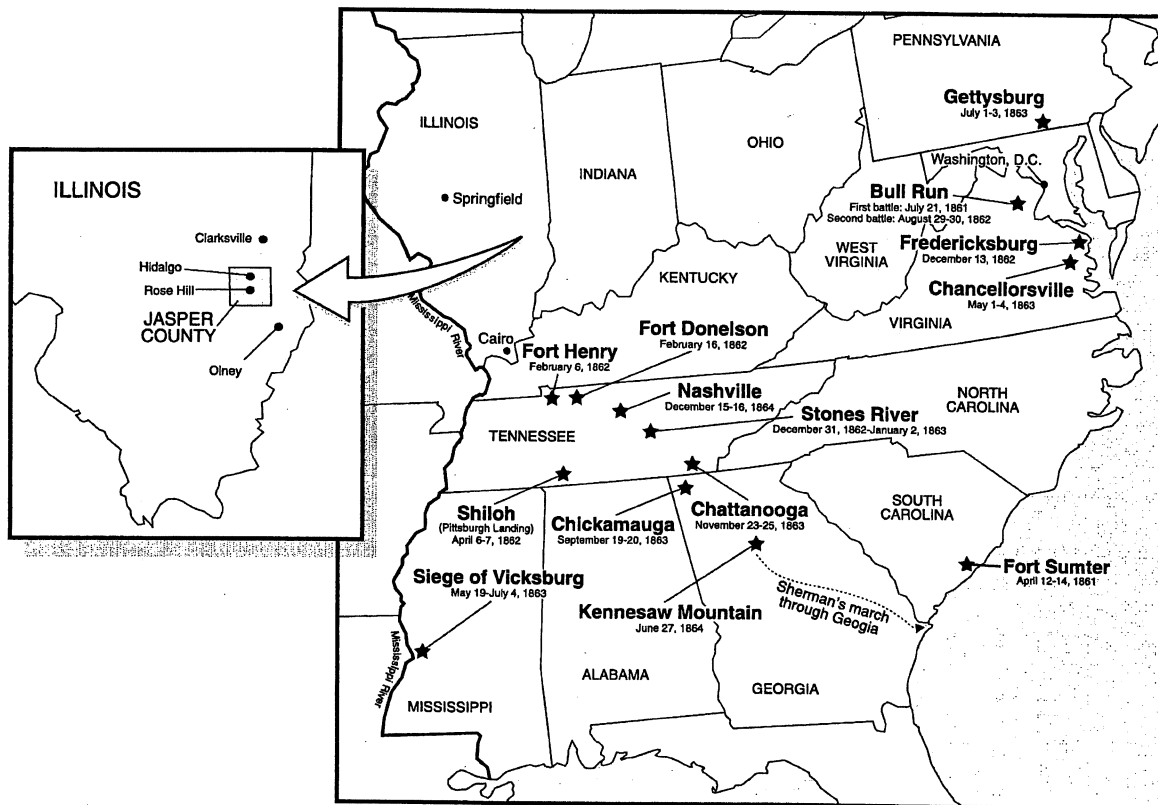 ILLINOIS
Clarksville
Hidalgo
Rose Hill
JASPER
COUNTY
Olney
PENNSYLVANIA
Gettysburg
July 1-3, 1863
ILLINOIS
OHIO
INDIANA
Springfield
Washington, D.C.
Bull Run
First battle: July 21, 1861
Second battle: August 29-30, 1862
WEST
VIRGINIA
Fredericksburg
December 13, 1862
KENTUCKY
Chancellorsville
May 1-4, 1863
VIRGINIA
Mississippi River
Cairo
Fort Donelson
February 16, 1862
Fort Henry
February 6, 1862
Nashville
December 15-16, 1864
NORTH
CAROLINA
Stones River
December 31, 1862-January 2, 1863
TENNESSEE
Shiloh
(Pittsburgh Landing)
April 6-7, 1862
Chickamauga
September 19-20, 1863
Chattanooga
November 23-25, 1863
SOUTH
CAROLINA
Fort Sumter
April 12-14, 1861
Siege of Vicksburg
May 19-July 4, 1863
Kennesaw Mountain
June 27, 1864
Sherman's march
through Geogia
Mississippi River
ALABAMA
GEORGIA
MISSISSIPPI